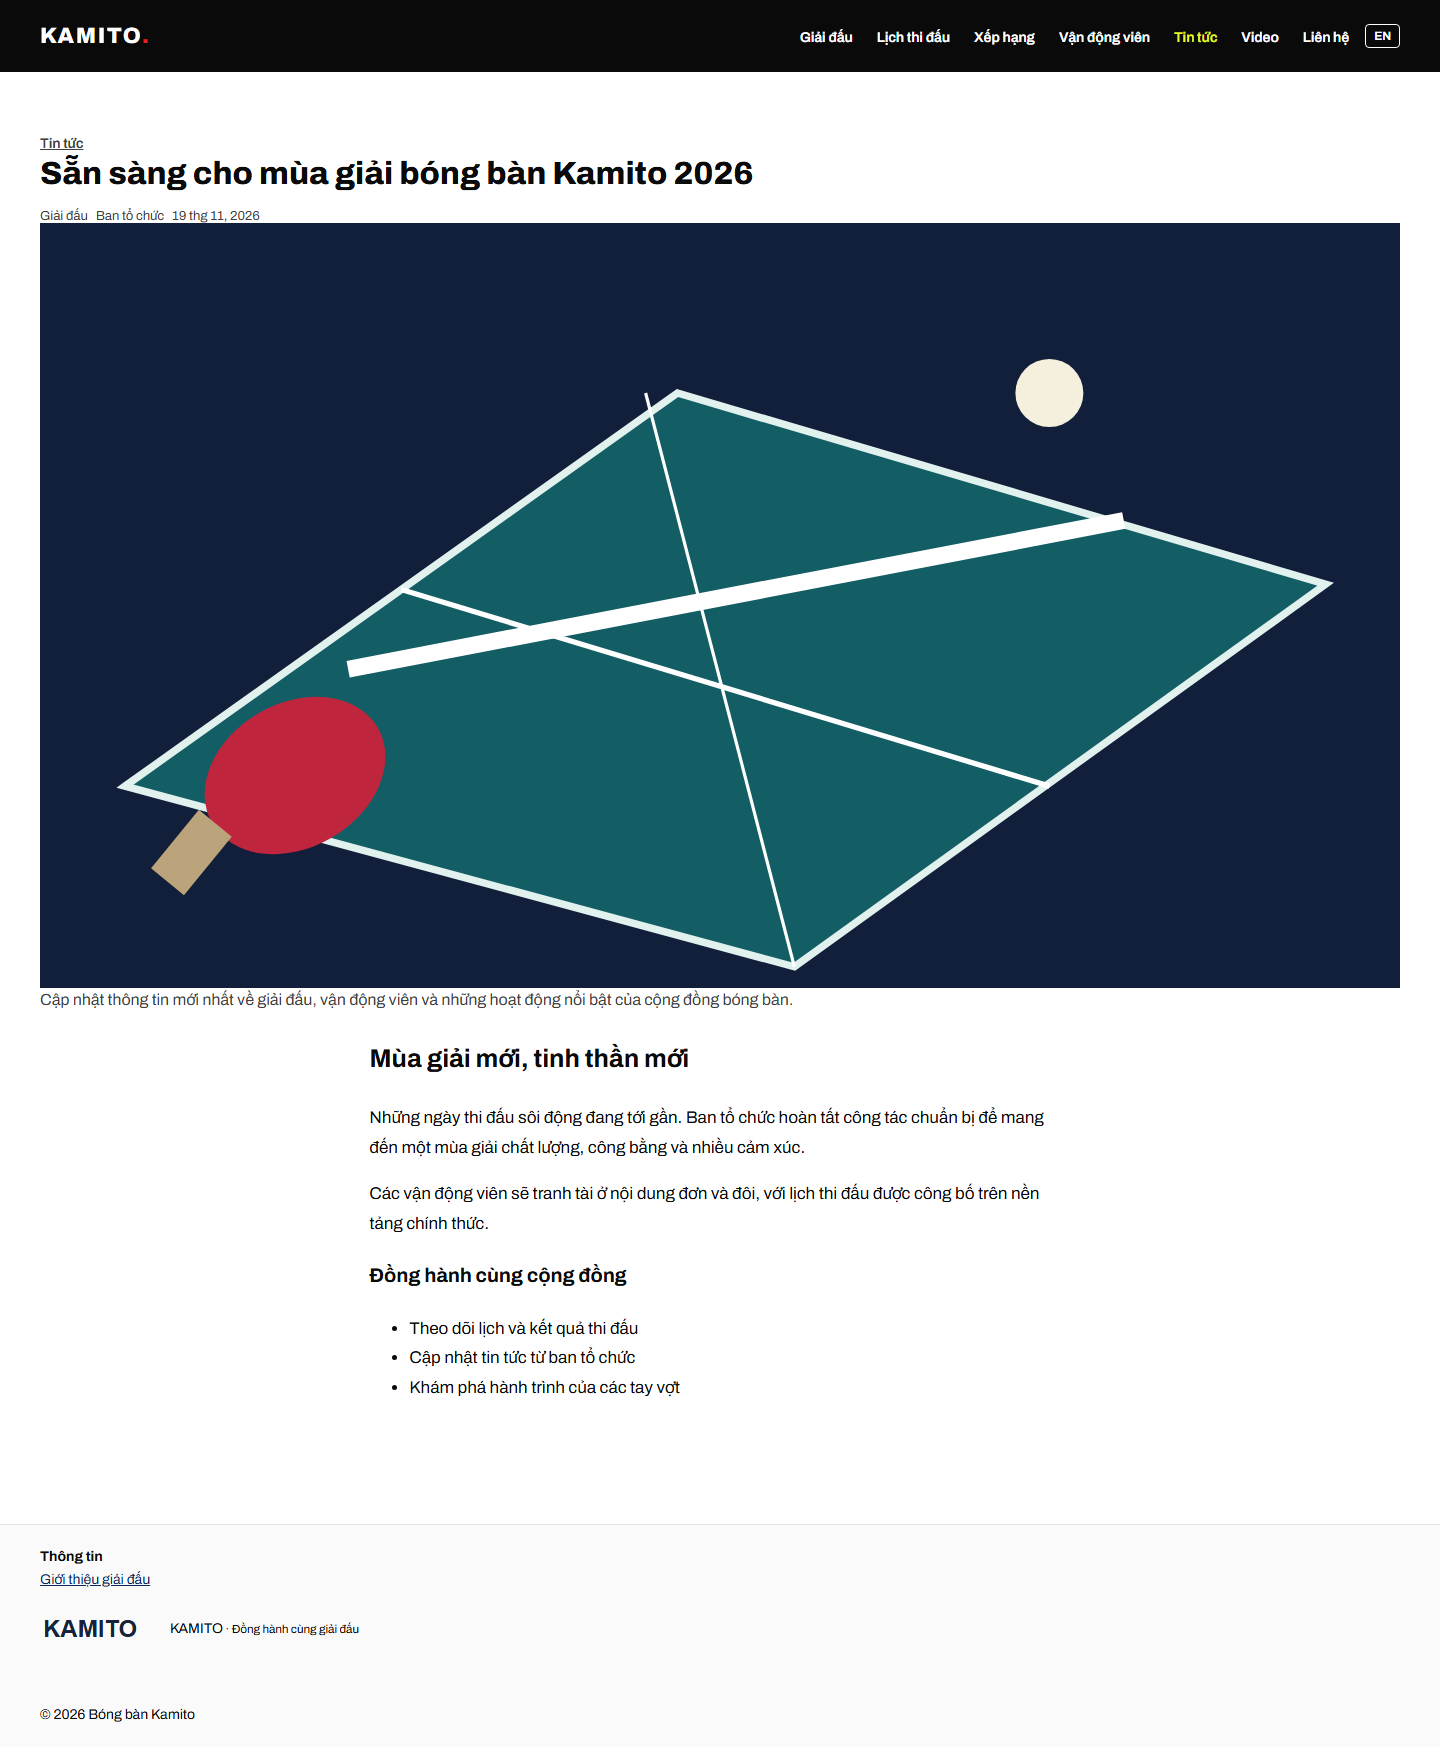 KAMITO.
Giải đấu Lịch thi đấu Xếp hạng Vận động viên Tin tức Video Liên hệ EN
Tin tức
Sẵn sàng cho mùa giải bóng bàn Kamito 2026
Giải đấu Ban tổ chức 19 thg 11, 2026
Cập nhật thông tin mới nhất về giải đấu, vận động viên và những hoạt động nổi bật của cộng đồng bóng bàn.
Mùa giải mới, tinh thần mới
Những ngày thi đấu sôi động đang tới gần. Ban tổ chức hoàn tất công tác chuẩn bị để mang
đến một mùa giải chất lượng, công bằng và nhiều cảm xúc.
Các vận động viên sẽ tranh tài ở nội dung đơn và đôi, với lịch thi đấu được công bố trên nền
tảng chính thức.
Đồng hành cùng cộng đồng
• Theo dõi lịch và kết quả thi đấu
• Cập nhật tin tức từ ban tổ chức
• Khám phá hành trình của các tay vợt
Thông tin
Giới thiệu giải đấu
KAMITO KAMITO · Đồng hành cùng giải đấu
© 2026 Bóng bàn Kamito